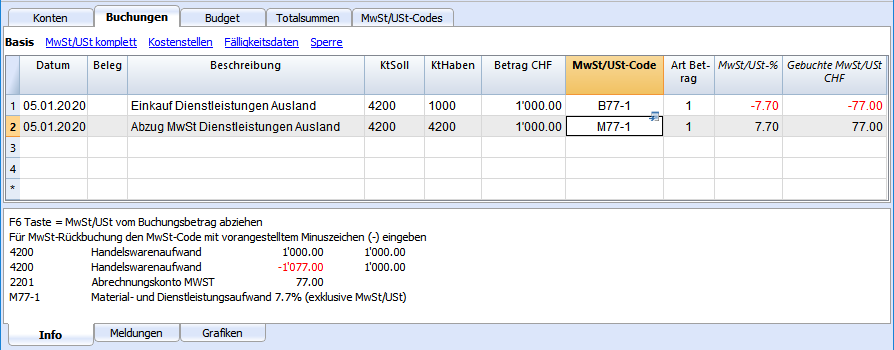 Konten Buchungen Budget Totalsummen MwSt/USt-Codes
Basis MwSt/USt komplett Kostenstellen Fälligkeitsdaten Sperre
Datum Beleg Beschreibung KtSoll KtHaben Betrag CHF MwSt/USt-Code Art Bet- MwSt/USt-% Gebuchte MwSt/USt
rag CHF
1 05.01.2020 Einkauf Dienstleistungen Ausland 4200 1000 1'000.00 B77-1 1 -7.70 -77.00
2 05.01.2020 Abzug MwSt Dienstleistungen Ausland 4200 4200 1'000.00 M77-1 1 7.70 77.00
3
4
*
F6 Taste = MwSt/USt vom Buchungsbetrag abziehen
Für MwSt-Rückbuchung den MwSt-Code mit vorangestelltem Minuszeichen (-) eingeben
4200 Handelswarenaufwand 1'000.00 1'000.00
4200 Handelswarenaufwand -1'077.00 1'000.00
2201 Abrechnungskonto MWST 77.00
M77-1 Material- und Dienstleistungsaufwand 7.7% (exklusive MwSt/USt)
Info Meldungen Grafiken